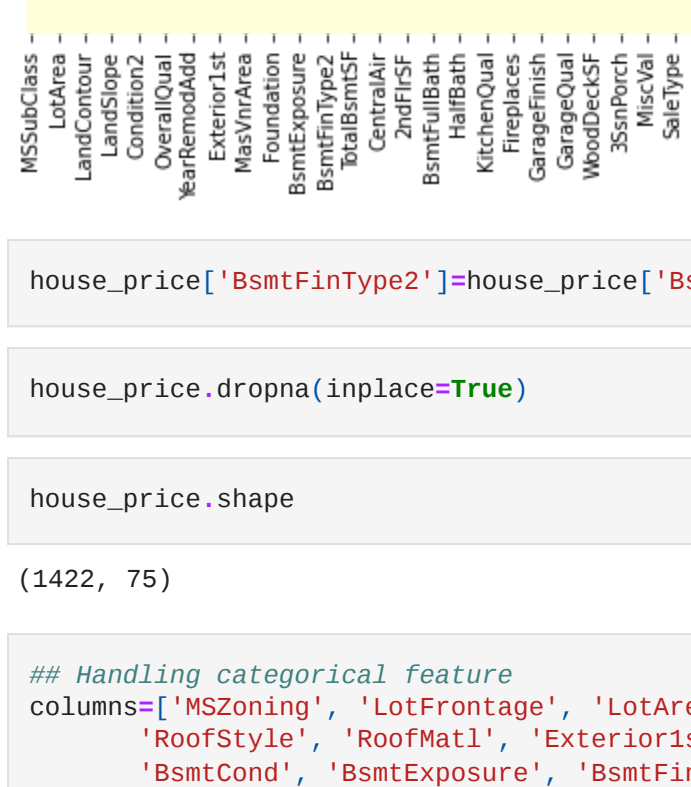 MSSubClass
LotArea
LandContour
LandSlope
Condition2
OverallQual
YearRemodAdd
Exterior1st
MasVnrArea
Foundation
BsmtExposure
BsmtFinType2
TotalBsmtSF
CentralAir
2ndFlrSF
BsmtFullBath
HalfBath
KitchenQual
Fireplaces
GarageFinish
GarageQual
WoodDeckSF
3SsnPorch
MiscVal
SaleType
house_price['BsmtFinType2']=house_price['Bs
house_price.dropna(inplace=True)
house_price.shape
(1422, 75)
## Handling categorical feature
columns=['MSZoning', 'LotFrontage', 'LotAre
'RoofStyle', 'RoofMatl', 'Exterior1s
'BsmtCond', 'BsmtExposure', 'BsmtFin